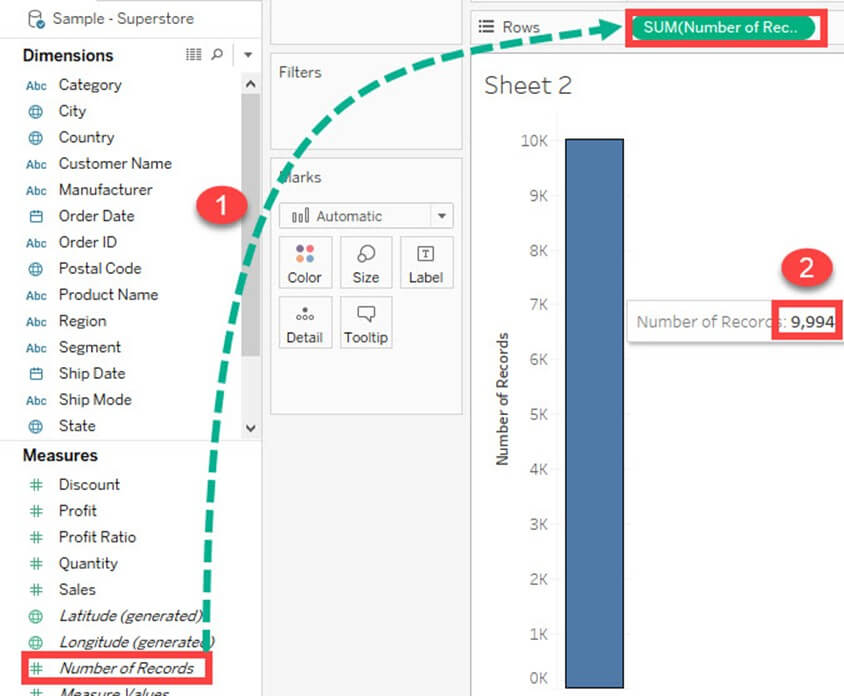 Sample - Superstore
Dimensions
Abc Category
City
Country
Abc Customer Name
Abc Manufacturer
Order Date
Abc Order ID
Postal Code
Abc Product Name
Abc Region
Abc Segment
Ship Date
Abc Ship Mode
State
Measures
# Discount
# Profit
# Profit Ratio
# Quantity
# Sales
Latitude (generated)
Longitude (generated)
# Number of Records
Measure Values
1
Filters
Marks
Automatic
Color
Size
Label
Detail
Tooltip
Rows
SUM(Number of Rec..
Sheet 2
10K
9K
8K
7K
6K
5K
4K
3K
2K
1K
0K
Number of Records
2
Number of Records: 9,994